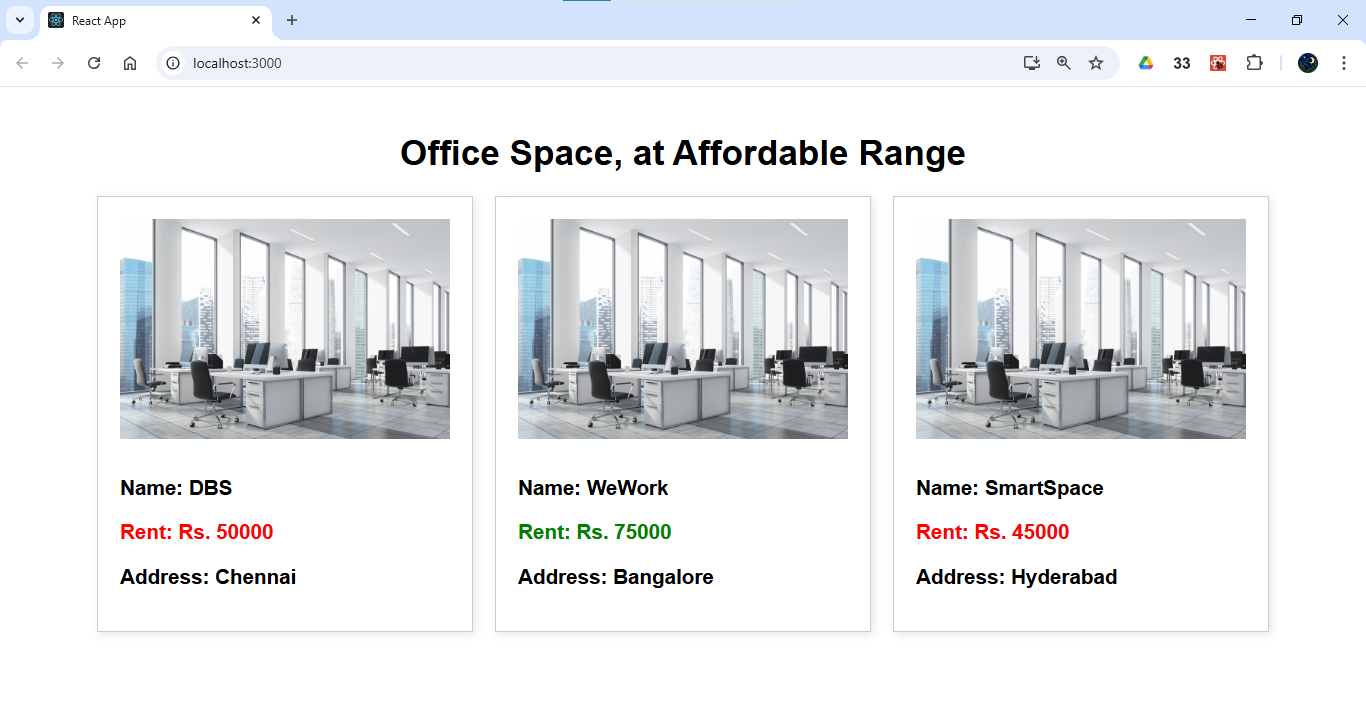 React App
localhost:3000
33
Office Space, at Affordable Range
Name: DBS
Rent: Rs. 50000
Address: Chennai
Name: WeWork
Rent: Rs. 75000
Address: Bangalore
Name: SmartSpace
Rent: Rs. 45000
Address: Hyderabad